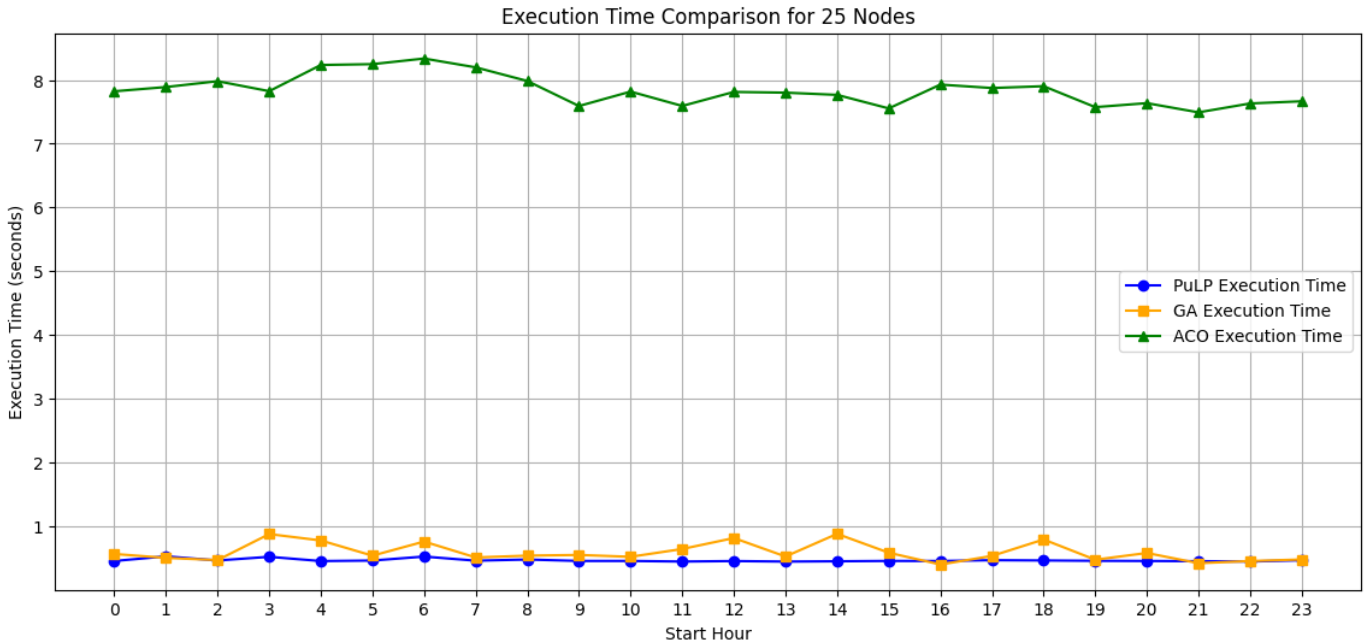 Execution Time Comparison for 25 Nodes
Execution Time (seconds)
8
7
6
5
4
3
2
1
PuLP Execution Time
GA Execution Time
ACO Execution Time
0 1 2 3 4 5 6 7 8 9 10 11 12 13 14 15 16 17 18 19 20 21 22 23
Start Hour